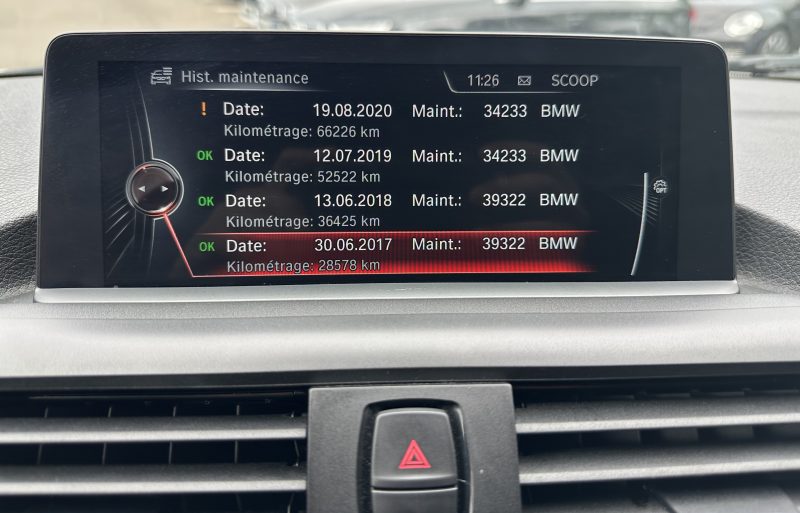 Hist. maintenance 11:26 SCOOP
! Date: 19.08.2020 Maint.: 34233 BMW
Kilométrage: 66226 km
OK Date: 12.07.2019 Maint.: 34233 BMW
Kilométrage: 52522 km
OK Date: 13.06.2018 Maint.: 39322 BMW
Kilométrage: 36425 km
OK Date: 30.06.2017 Maint.: 39322 BMW
Kilométrage: 28578 km
OPT